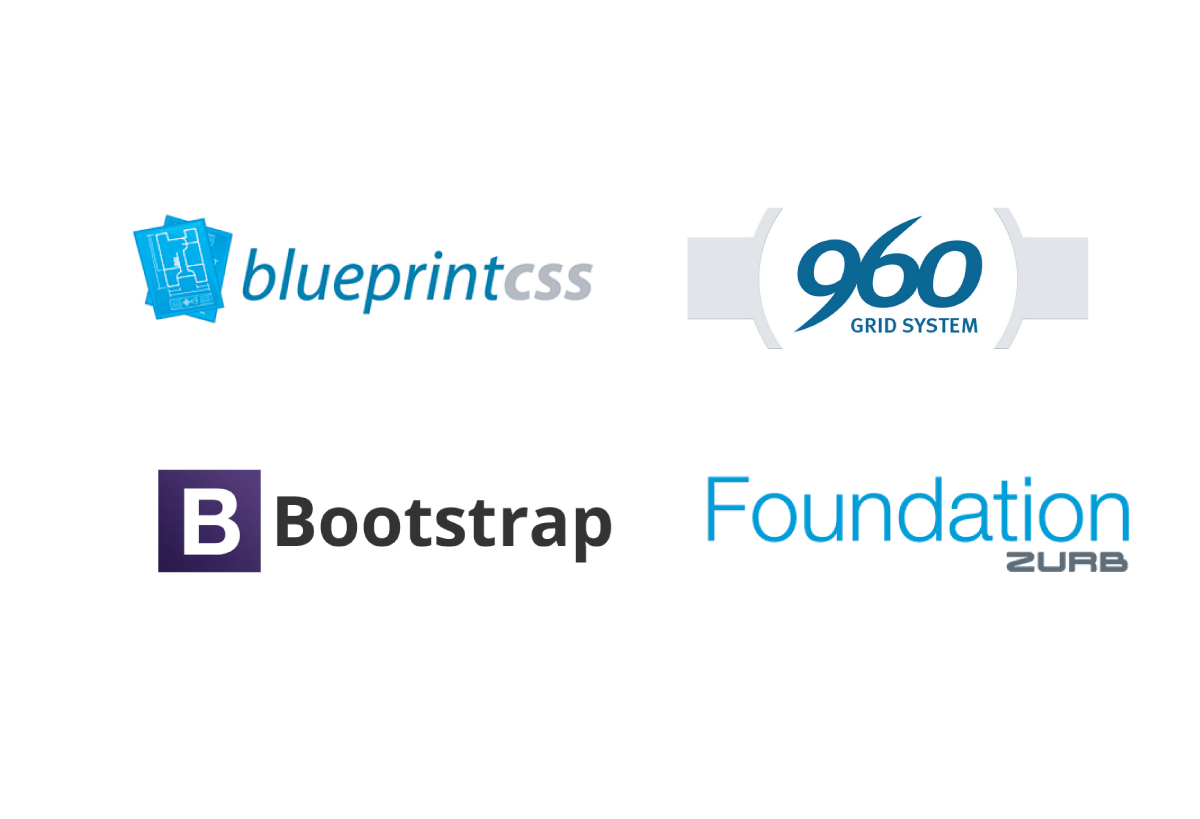 blueprintcss
960
GRID SYSTEM
B Bootstrap
Foundation
ZURB